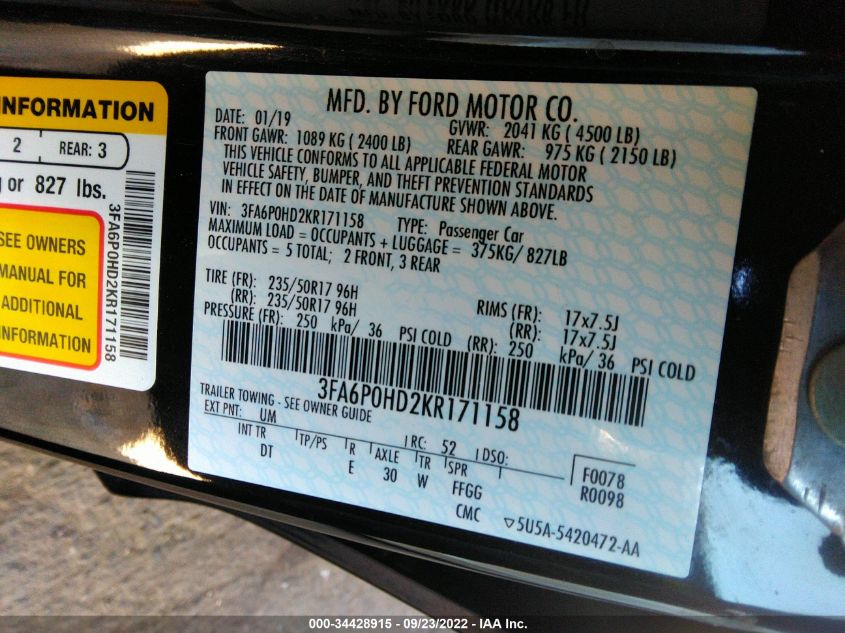 INFORMATION
2 REAR: 3
or 827 lbs.
SEE OWNERS
MANUAL FOR
ADDITIONAL
INFORMATION
3FA6P0HD2KR171158
MFD. BY FORD MOTOR CO.
DATE: 01/19 GVWR: 2041 KG ( 4500 LB)
FRONT GAWR: 1089 KG ( 2400 LB) REAR GAWR: 975 KG ( 2150 LB)
THIS VEHICLE CONFORMS TO ALL APPLICABLE FEDERAL MOTOR
VEHICLE SAFETY, BUMPER, AND THEFT PREVENTION STANDARDS
IN EFFECT ON THE DATE OF MANUFACTURE SHOWN ABOVE.
VIN: 3FA6P0HD2KR171158 TYPE: Passenger Car
MAXIMUM LOAD = OCCUPANTS + LUGGAGE = 375KG/ 827LB
OCCUPANTS = 5 TOTAL; 2 FRONT, 3 REAR
TIRE (FR): 235/50R17 96H RIMS (FR): 17x7.5J
(RR): 235/50R17 96H (RR): 17x7.5J
PRESSURE (FR): 250 kPa/ 36 PSI COLD (RR): 250 kPa/ 36 PSI COLD
3FA6P0HD2KR171158
TRAILER TOWING - SEE OWNER GUIDE
EXT PNT: UM RC: 52 DSO:
INT TR TP/PS R AXLE TR SPR
DT E 30 W FFGG
CMC
F0078
R0098
▽5U5A-5420472-AA
000-34428915 - 09/23/2022 - IAA Inc.